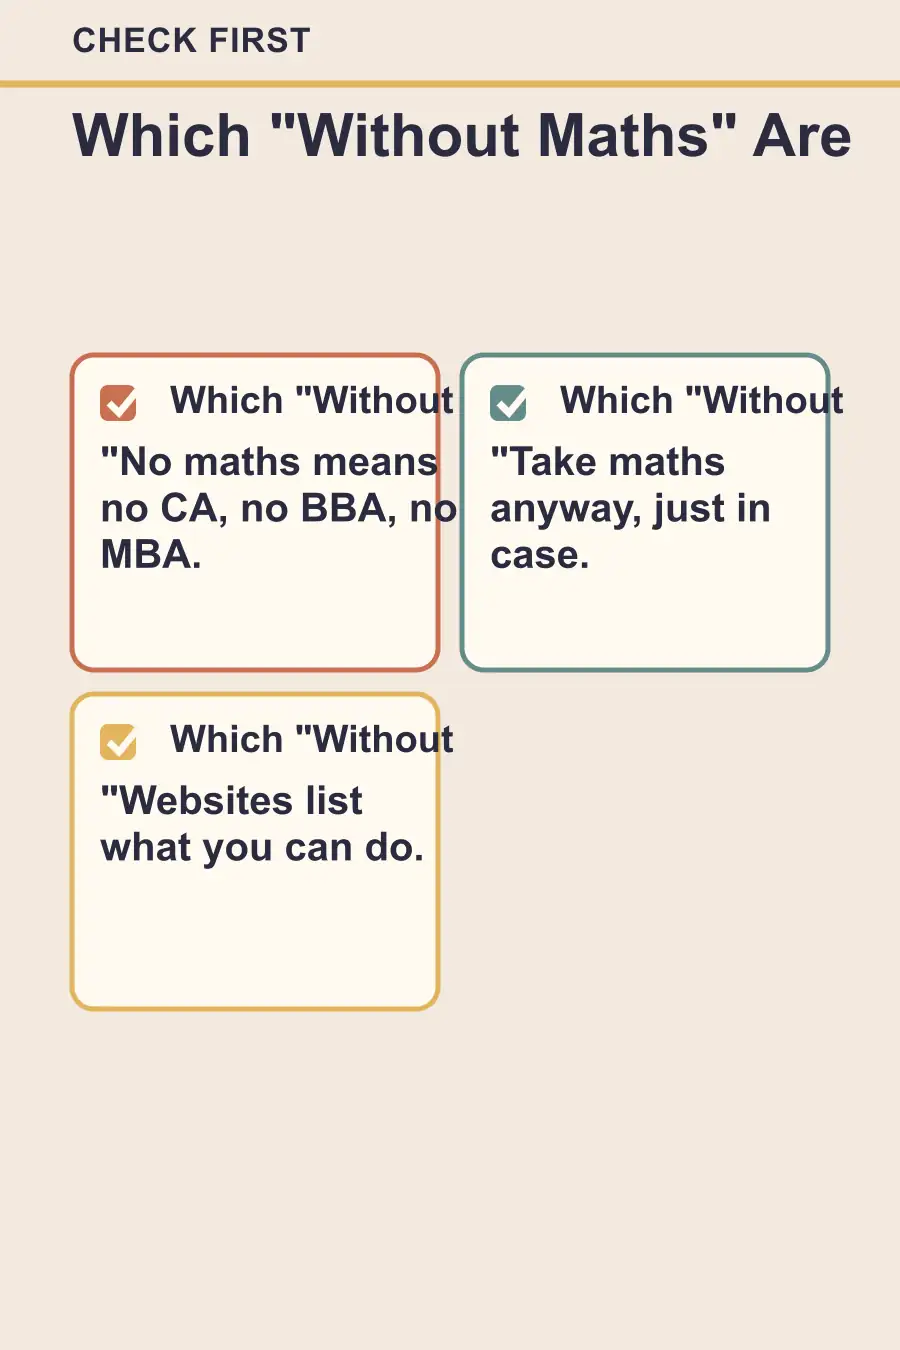 CHECK FIRST
Which "Without Maths" Are
Which "Without
"No maths means
no CA, no BBA, no
MBA.
Which "Without
"Take maths
anyway, just in
case.
Which "Without
"Websites list
what you can do.